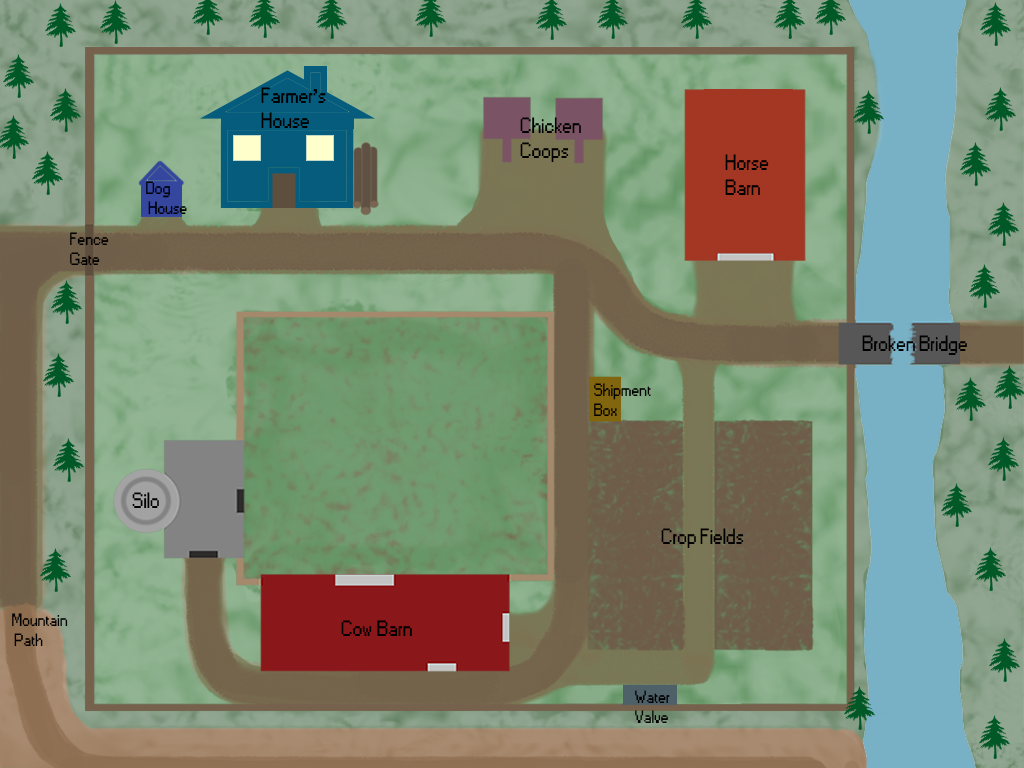 Farmer's
House
Chicken
Coops
Horse
Barn
Dog
House
Fence
Gate
Broken Bridge
Shipment
Box
Silo
Crop Fields
Mountain
Path
Cow Barn
Water
Valve